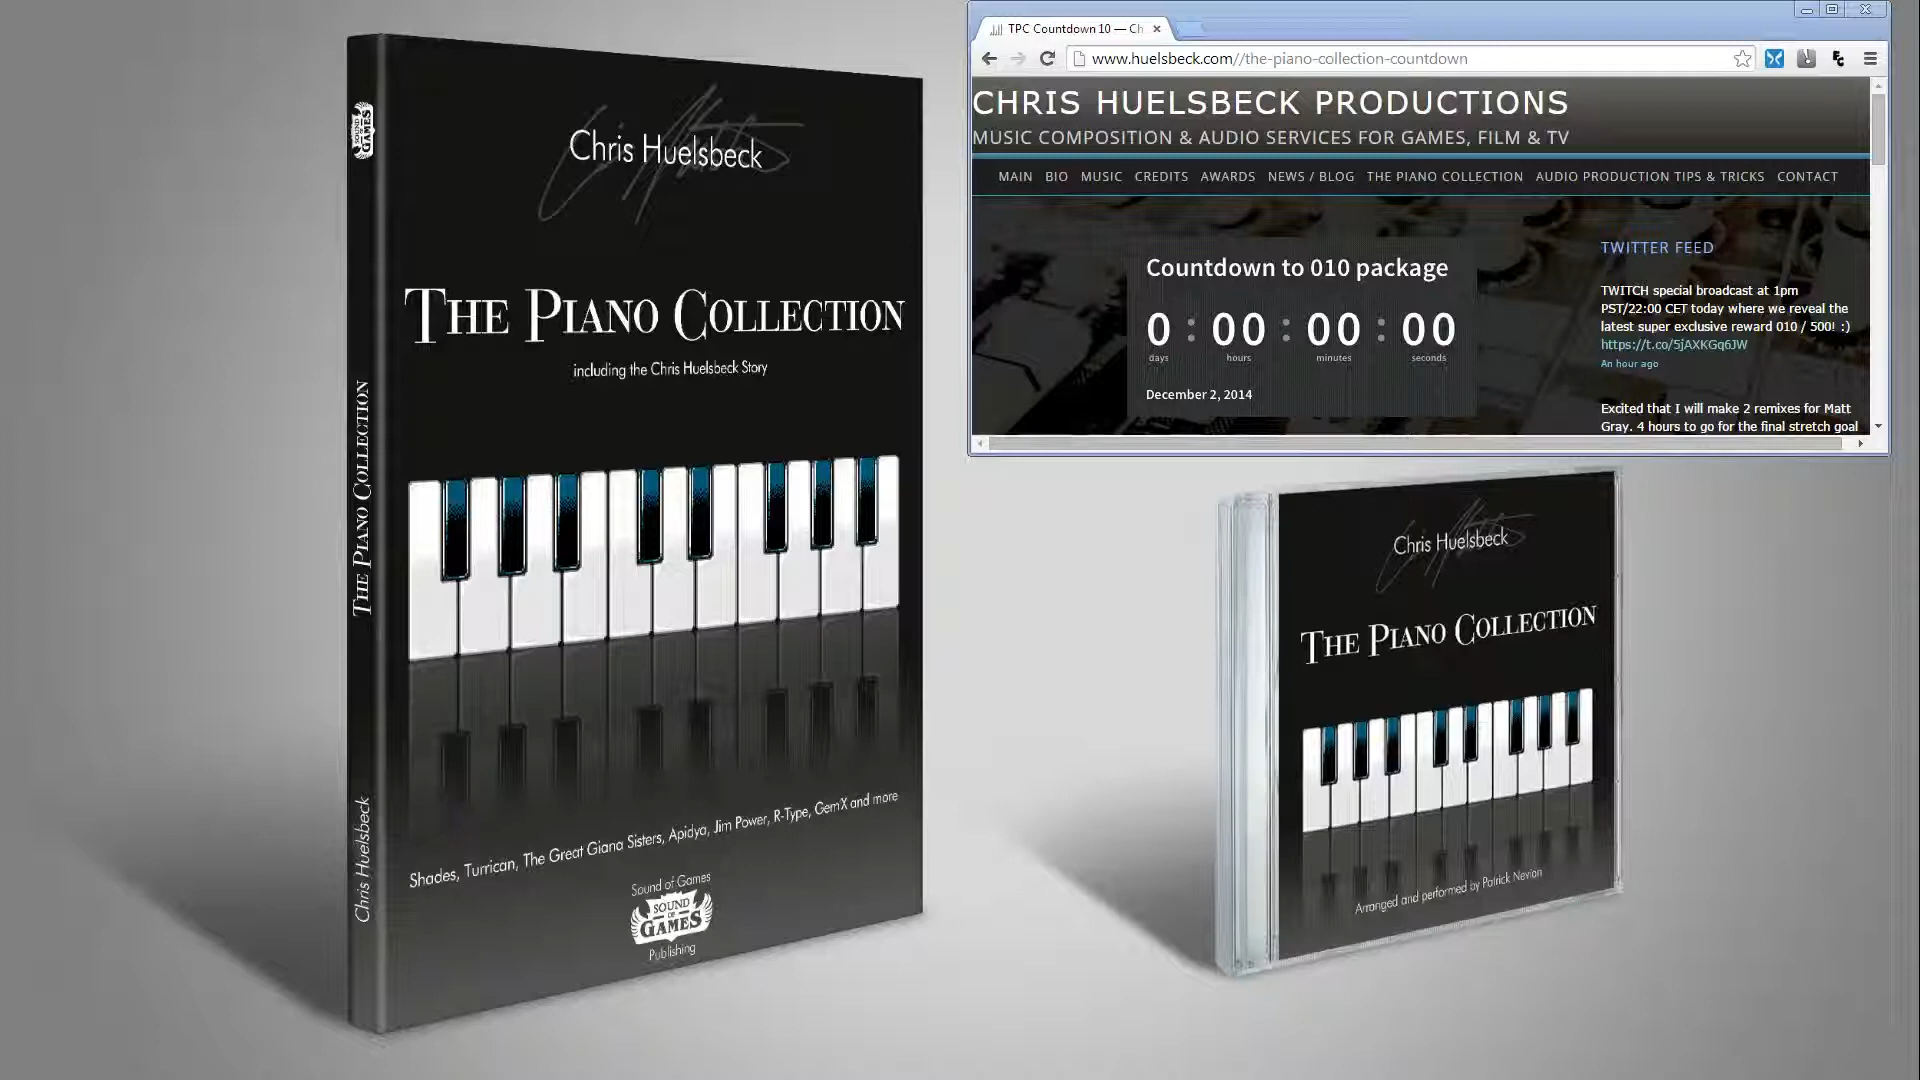 Chris Huelsbeck
THE PIANO COLLECTION
including the Chris Huelsbeck Story
Shades, Turrican, The Great Giana Sisters, Apidya, Jim Power, R-Type, GemX and more
Sound of Games
SOUND
OF
GAMES
Publishing
SOUND
OF
GAMES
THE PIANO COLLECTION
Chris Huelsbeck
TPC Countdown 10 — Ch
www.huelsbeck.com//the-piano-collection-countdown
CHRIS HUELSBECK PRODUCTIONS
MUSIC COMPOSITION & AUDIO SERVICES FOR GAMES, FILM & TV
MAIN BIO MUSIC CREDITS AWARDS NEWS / BLOG THE PIANO COLLECTION AUDIO PRODUCTION TIPS & TRICKS CONTACT
Countdown to 010 package
0 : 00 : 00 : 00
days hours minutes seconds
December 2, 2014
TWITTER FEED
TWITCH special broadcast at 1pm
PST/22:00 CET today where we reveal the
latest super exclusive reward 010 / 500! :)
https://t.co/5jAXKGq6JW
An hour ago
Excited that I will make 2 remixes for Matt
Gray. 4 hours to go for the final stretch goal
Chris Huelsbeck
THE PIANO COLLECTION
Arranged and performed by Patrick Nevian